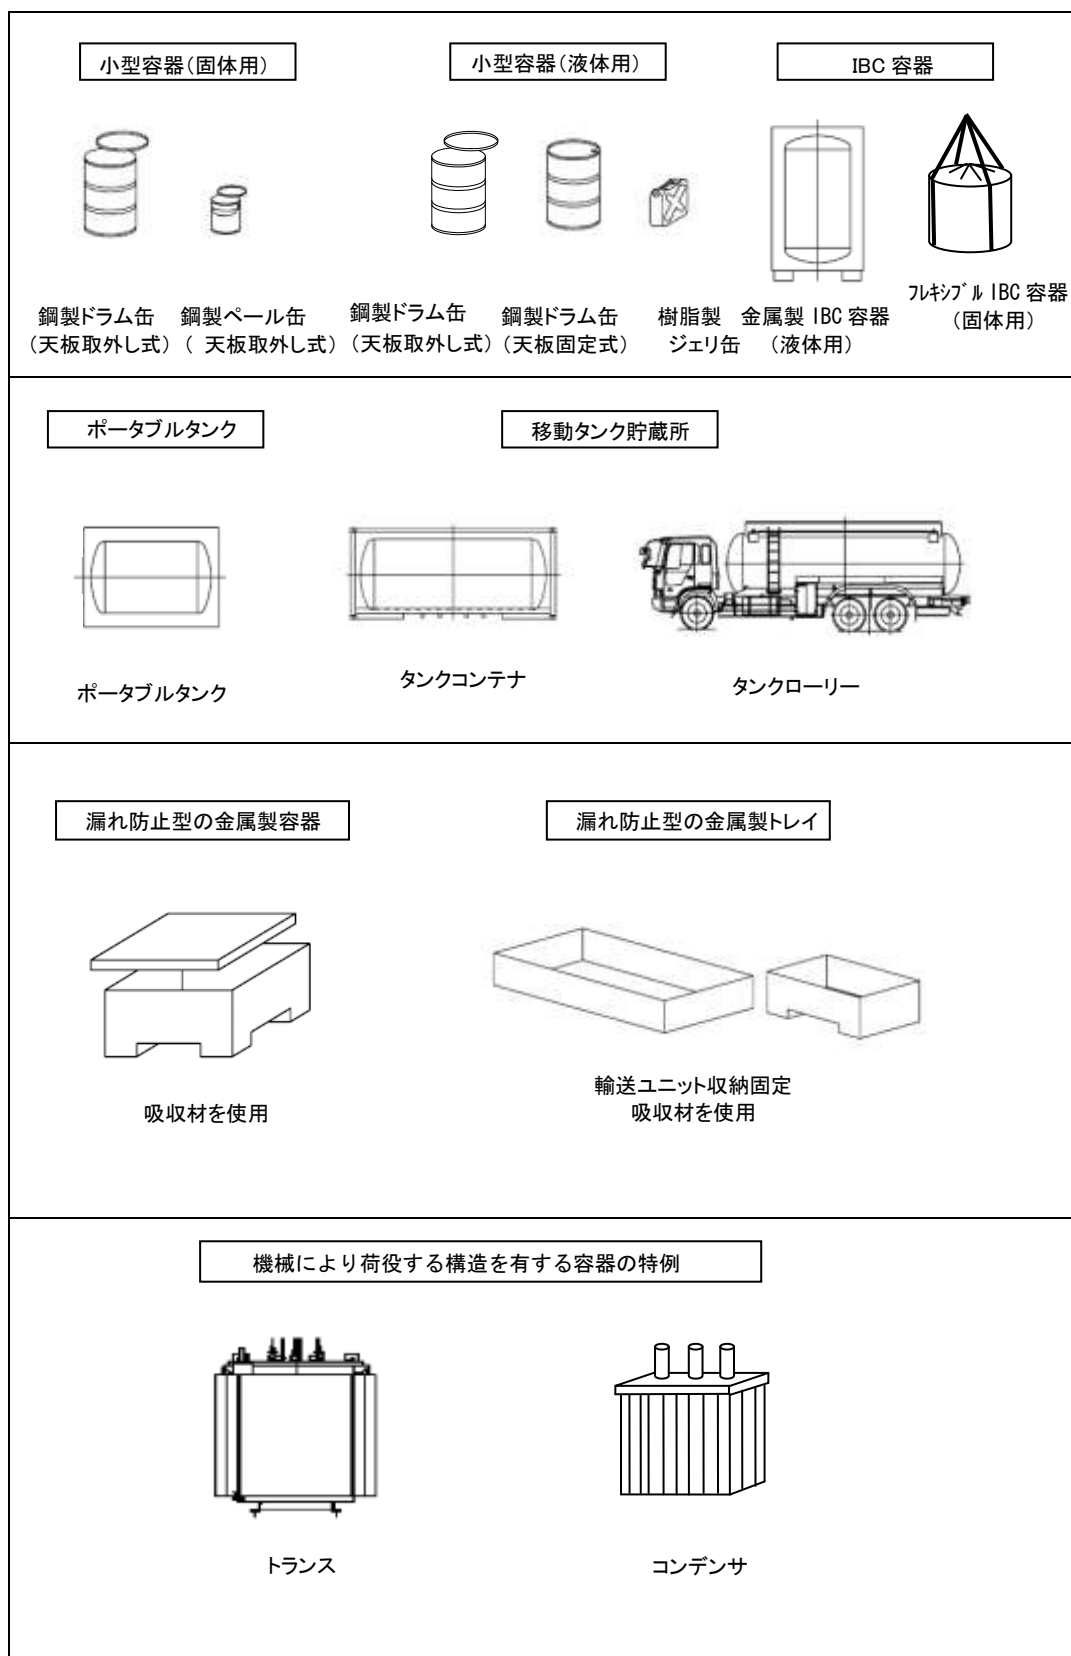 小型容器(固体用)
小型容器(液体用)
IBC 容器
鋼製ドラム缶
(天板取外し式)
鋼製ペール缶
( 天板取外し式)
鋼製ドラム缶
(天板取外し式)
鋼製ドラム缶
(天板固定式)
樹脂製
ジェリ缶
金属製 IBC 容器
(液体用)
ﾌﾚｷｼﾌﾞﾙ IBC 容器
(固体用)
ポータブルタンク
移動タンク貯蔵所
ポータブルタンク
タンクコンテナ
タンクローリー
漏れ防止型の金属製容器
漏れ防止型の金属製トレイ
吸収材を使用
輸送ユニット収納固定
吸収材を使用
機械により荷役する構造を有する容器の特例
トランス
コンデンサ